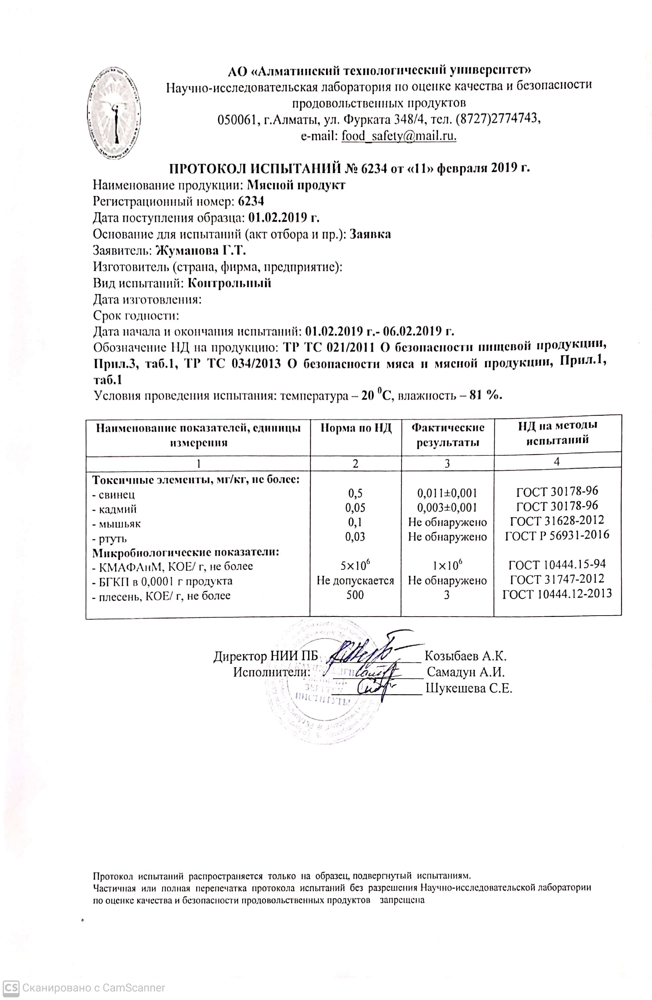 АО «Алматинский технологический университет»
Научно-исследовательская лаборатория по оценке качества и безопасности
продовольственных продуктов
050061, г.Алматы, ул. Фурката 348/4, тел. (8727)2774743,
e-mail: food_safety@mail.ru.
ПРОТОКОЛ ИСПЫТАНИЙ № 6234 от «11» февраля 2019 г.
Наименование продукции: Мясной продукт
Регистрационный номер: 6234
Дата поступления образца: 01.02.2019 г.
Основание для испытаний (акт отбора и пр.): Заявка
Заявитель: Жуманова Г.Т.
Изготовитель (страна, фирма, предприятие):
Вид испытаний: Контрольный
Дата изготовления:
Срок годности:
Дата начала и окончания испытаний: 01.02.2019 г.- 06.02.2019 г.
Обозначение НД на продукцию: ТР ТС 021/2011 О безопасности пищевой продукции,
Прил.3, таб.1, ТР ТС 034/2013 О безопасности мяса и мясной продукции, Прил.1,
таб.1
Условия проведения испытания: температура – 20 ⁰С, влажность – 81 %.
Наименование показателей, единицы измерения Норма по НД Фактические результаты НД на методы испытаний
1 2 3 4
Токсичные элементы, мг/кг, не более:
- свинец 0,5 0,011±0,001 ГОСТ 30178-96
- кадмий 0,05 0,003±0,001 ГОСТ 30178-96
- мышьяк 0,1 Не обнаружено ГОСТ 31628-2012
- ртуть 0,03 Не обнаружено ГОСТ Р 56931-2016
Микробиологические показатели:
- КМАФАнМ, КОЕ/ г, не более 5×10⁶ 1×10⁶ ГОСТ 10444.15-94
- БГКП в 0,0001 г продукта Не допускается Не обнаружено ГОСТ 31747-2012
- плесень, КОЕ/ г, не более 500 3 ГОСТ 10444.12-2013
Директор НИИ ПБ Козыбаев А.К.
Исполнители: Самадун А.И.
Шукешева С.Е.
ИНСТИТУТЫ
Протокол испытаний распространяется только на образец, подвергнутый испытаниям.
Частичная или полная перепечатка протокола испытаний без разрешения Научно-исследовательской лаборатории
по оценке качества и безопасности продовольственных продуктов запрещена
CS Сканировано с CamScanner